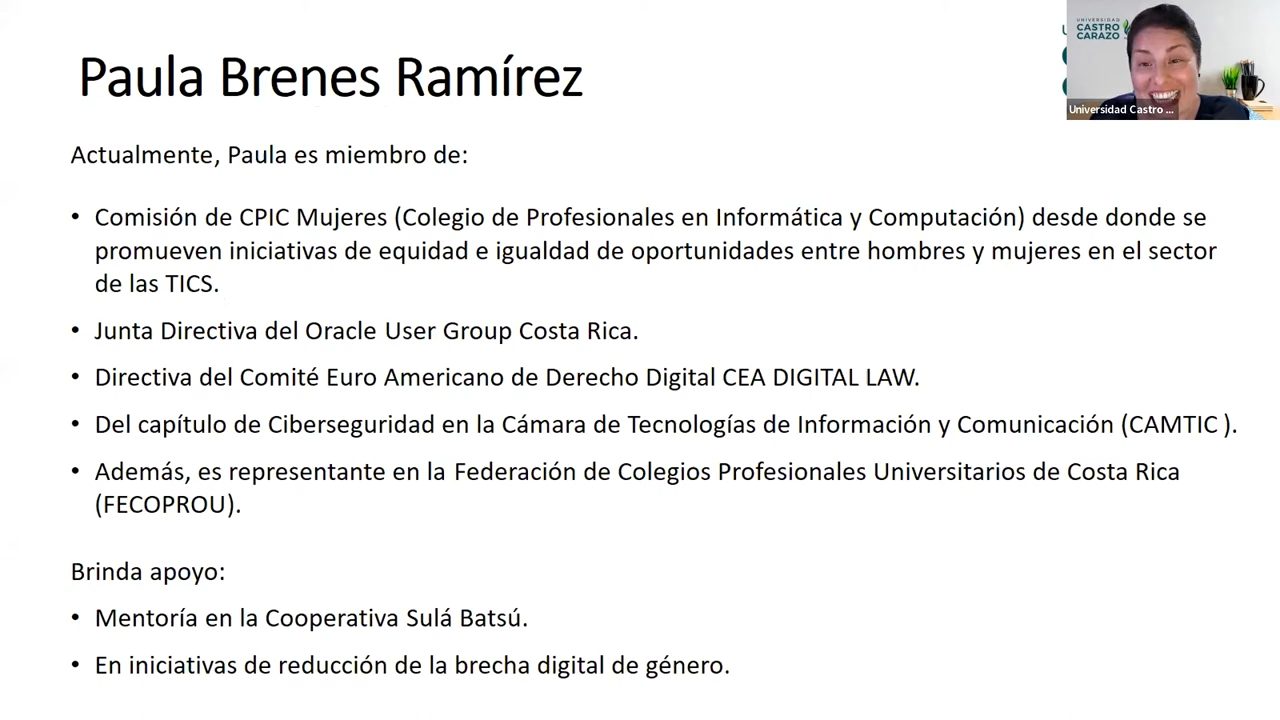 Paula Brenes Ramírez
UNIVERSIDAD
CASTRO
CARAZO
Universidad Castro ...
Actualmente, Paula es miembro de:
• Comisión de CPIC Mujeres (Colegio de Profesionales en Informática y Computación) desde donde se
promueven iniciativas de equidad e igualdad de oportunidades entre hombres y mujeres en el sector
de las TICS.
• Junta Directiva del Oracle User Group Costa Rica.
• Directiva del Comité Euro Americano de Derecho Digital CEA DIGITAL LAW.
• Del capítulo de Ciberseguridad en la Cámara de Tecnologías de Información y Comunicación (CAMTIC ).
• Además, es representante en la Federación de Colegios Profesionales Universitarios de Costa Rica
(FECOPROU).
Brinda apoyo:
• Mentoría en la Cooperativa Sulá Batsú.
• En iniciativas de reducción de la brecha digital de género.